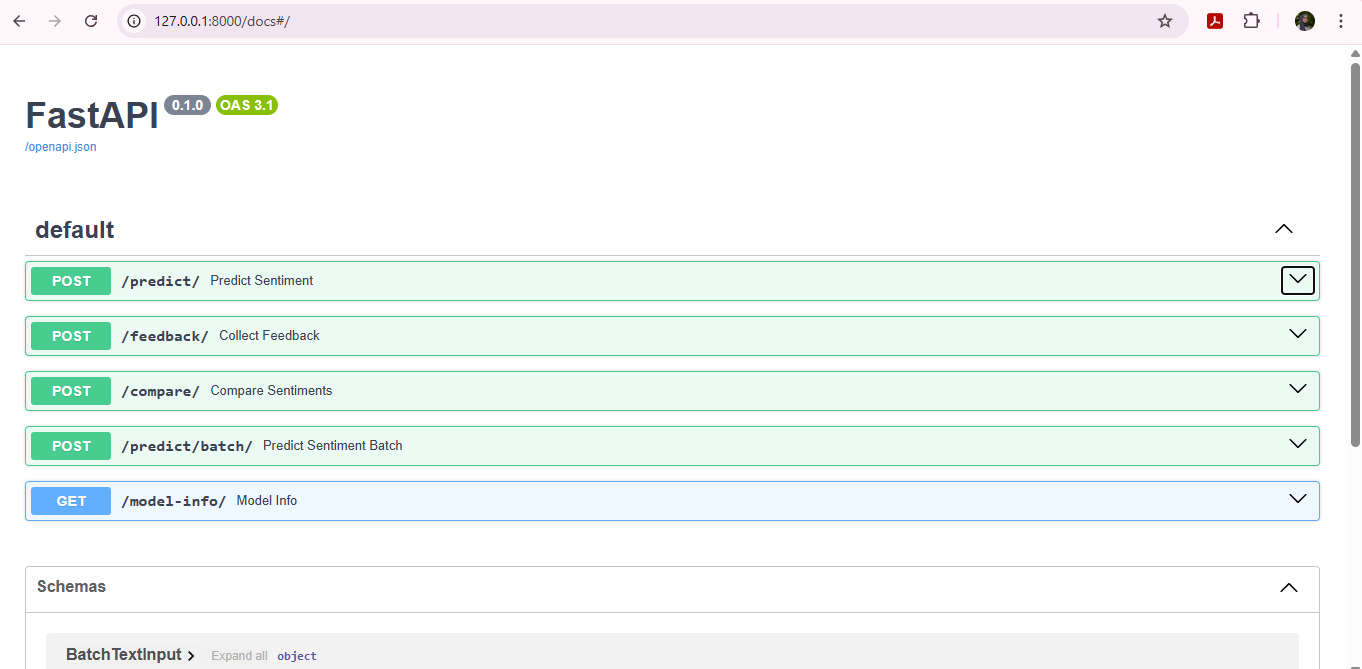 127.0.0.1:8000/docs#/
FastAPI 0.1.0 OAS 3.1
/openapi.json
default
POST /predict/ Predict Sentiment
POST /feedback/ Collect Feedback
POST /compare/ Compare Sentiments
POST /predict/batch/ Predict Sentiment Batch
GET /model-info/ Model Info
Schemas
BatchTextInput Expand all object